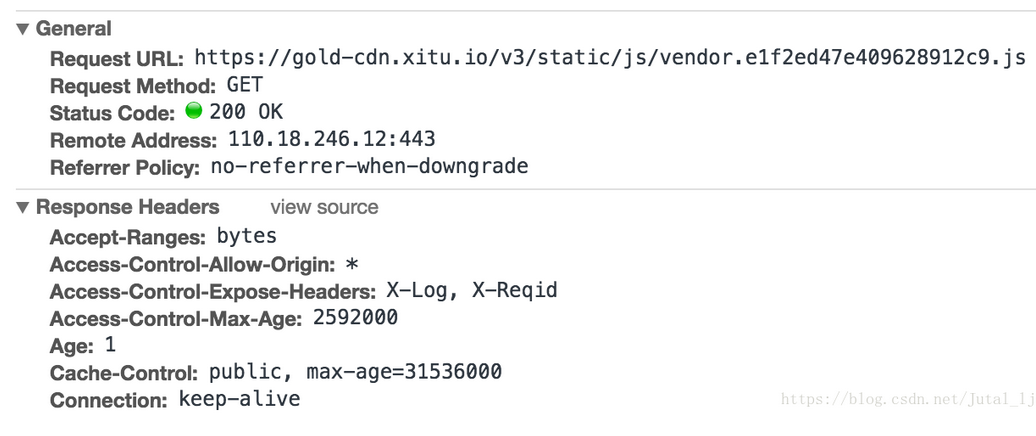 ▼ General
Request URL: https://gold-cdn.xitu.io/v3/static/js/vendor.e1f2ed47e409628912c9.js
Request Method: GET
Status Code: 200 OK
Remote Address: 110.18.246.12:443
Referrer Policy: no-referrer-when-downgrade
▼ Response Headers view source
Accept-Ranges: bytes
Access-Control-Allow-Origin: *
Access-Control-Expose-Headers: X-Log, X-Reqid
Access-Control-Max-Age: 2592000
Age: 1
Cache-Control: public, max-age=31536000
Connection: keep-alive
https://blog.csdn.net/Jutal_lj